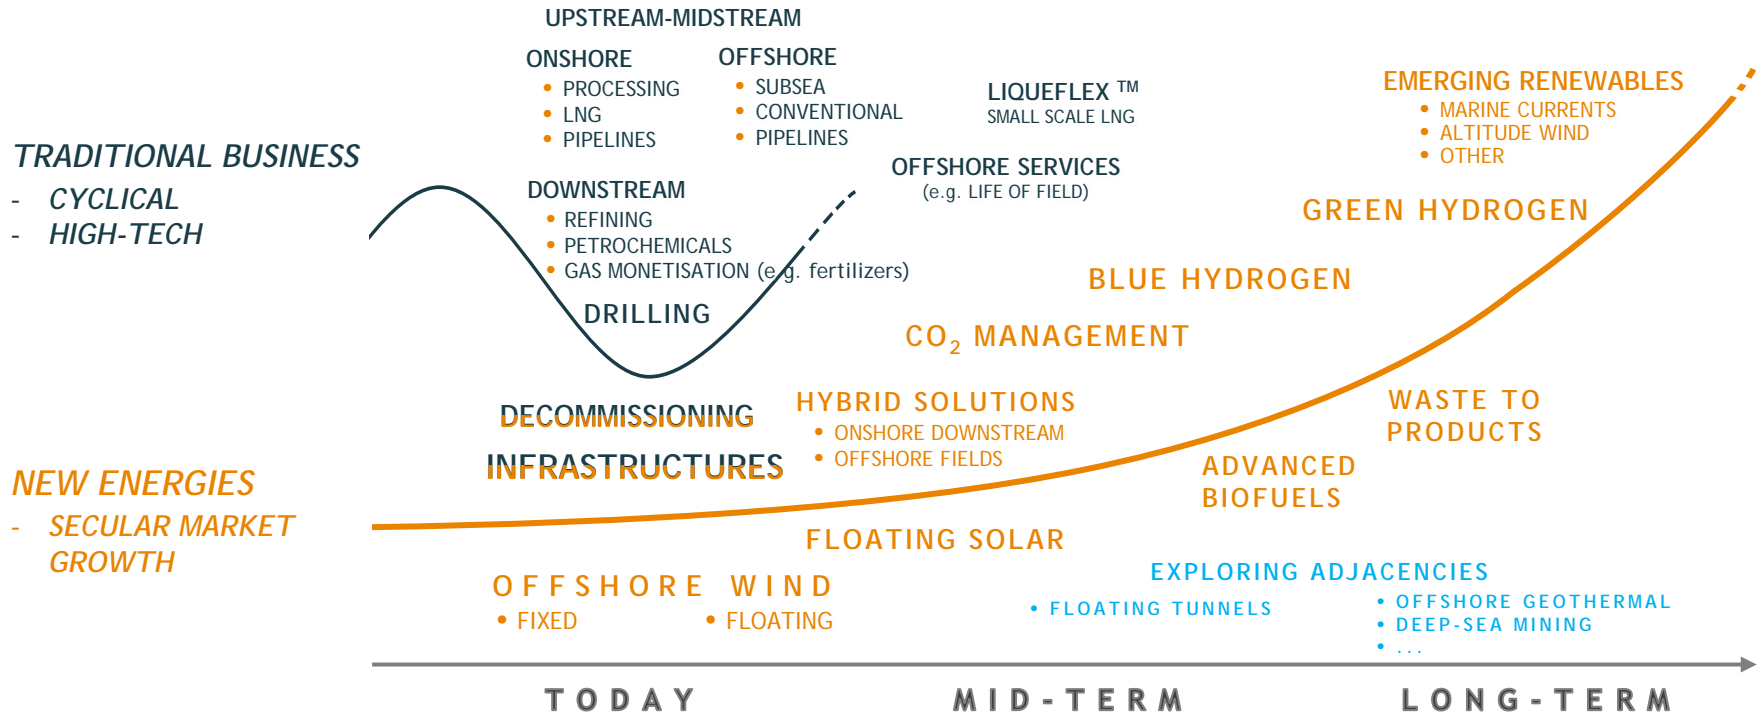 UPSTREAM-MIDSTREAM
ONSHORE
• PROCESSING
• LNG
• PIPELINES
OFFSHORE
• SUBSEA
• CONVENTIONAL
• PIPELINES
DOWNSTREAM
• REFINING
• PETROCHEMICALS
• GAS MONETISATION (e.g. fertilizers)
DRILLING
LIQUEFLEX ™
SMALL SCALE LNG
OFFSHORE SERVICES
(e.g. LIFE OF FIELD)
EMERGING RENEWABLES
• MARINE CURRENTS
• ALTITUDE WIND
• OTHER
TRADITIONAL BUSINESS
- CYCLICAL
- HIGH-TECH
GREEN HYDROGEN
BLUE HYDROGEN
CO₂ MANAGEMENT
DECOMMISSIONING
INFRASTRUCTURES
HYBRID SOLUTIONS
• ONSHORE DOWNSTREAM
• OFFSHORE FIELDS
WASTE TO
PRODUCTS
ADVANCED
BIOFUELS
NEW ENERGIES
- SECULAR MARKET
GROWTH
FLOATING SOLAR
OFFSHORE WIND
• FIXED
• FLOATING
EXPLORING ADJACENCIES
• FLOATING TUNNELS
• OFFSHORE GEOTHERMAL
• DEEP-SEA MINING
• ...
TODAY
MID-TERM
LONG-TERM